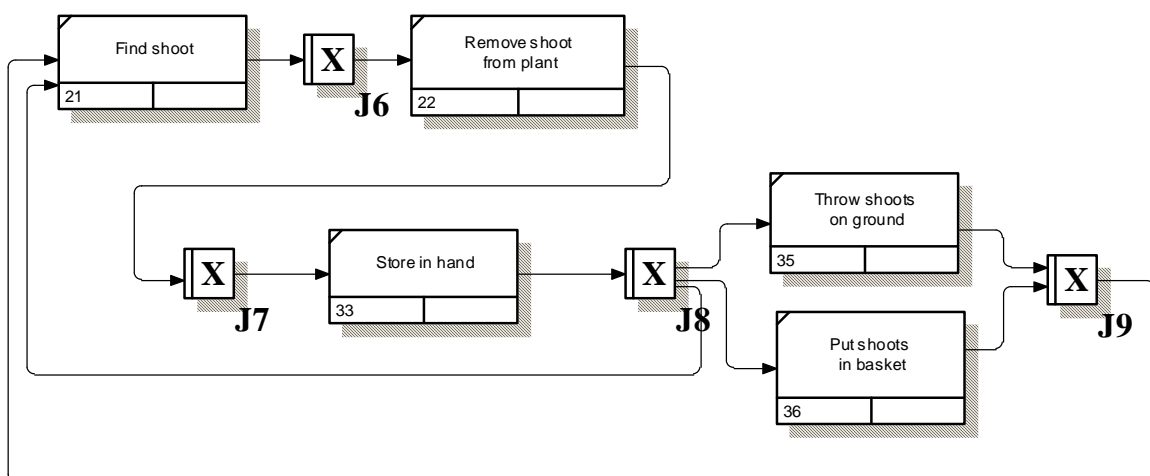 Find shoot
21
X
J6
Remove shoot
from plant
22
X
J7
Store in hand
33
X
J8
Throw shoots
on ground
35
Put shoots
in basket
36
X
J9